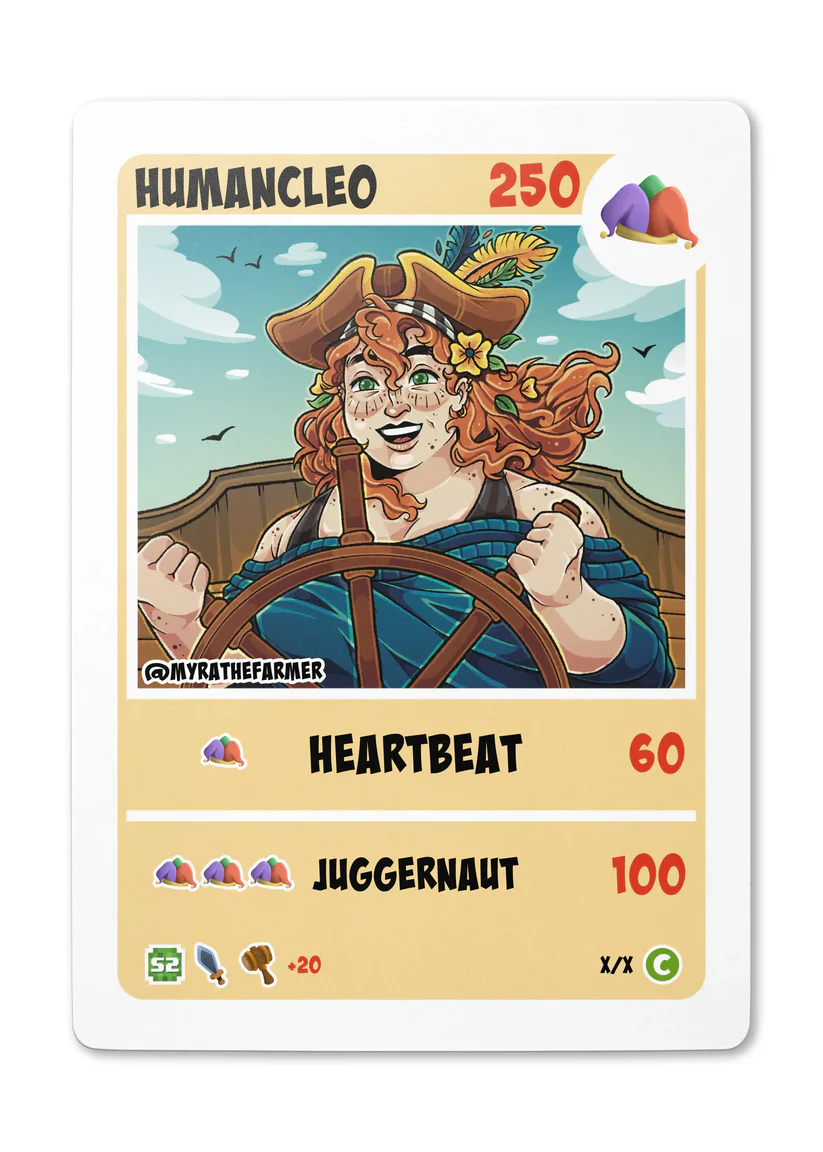 HUMANCLEO 250
@MYRATHEFARMER
HEARTBEAT 60
JUGGERNAUT 100
S2 +20 X/X C